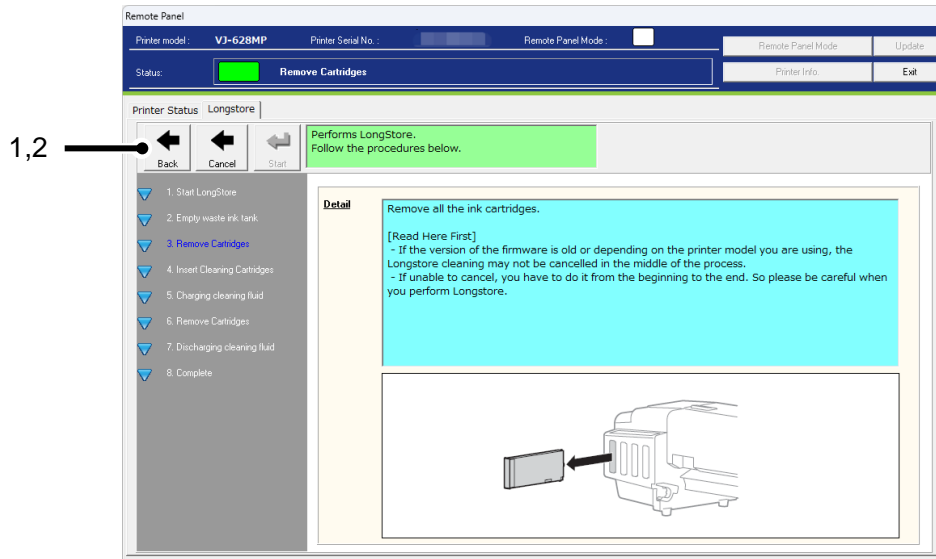 Remote Panel
Printer model : VJ-628MP Printer Serial No. : Remote Panel Mode :
Remote Panel Mode Update
Status: Remove Cartridges
Printer Info. Exit
Printer Status Longstore
1,2
Back Cancel Start
Performs LongStore.
Follow the procedures below.
1. Start LongStore
2. Empty waste ink tank.
3. Remove Cartridges
4. Insert Cleaning Cartridges
5. Charging cleaning fluid
6. Remove Cartridges
7. Discharging cleaning fluid
8. Complete
Detail
Remove all the ink cartridges.
[Read Here First]
- If the version of the firmware is old or depending on the printer model you are using, the
Longstore cleaning may not be cancelled in the middle of the process.
- If unable to cancel, you have to do it from the beginning to the end. So please be careful when
you perform Longstore.